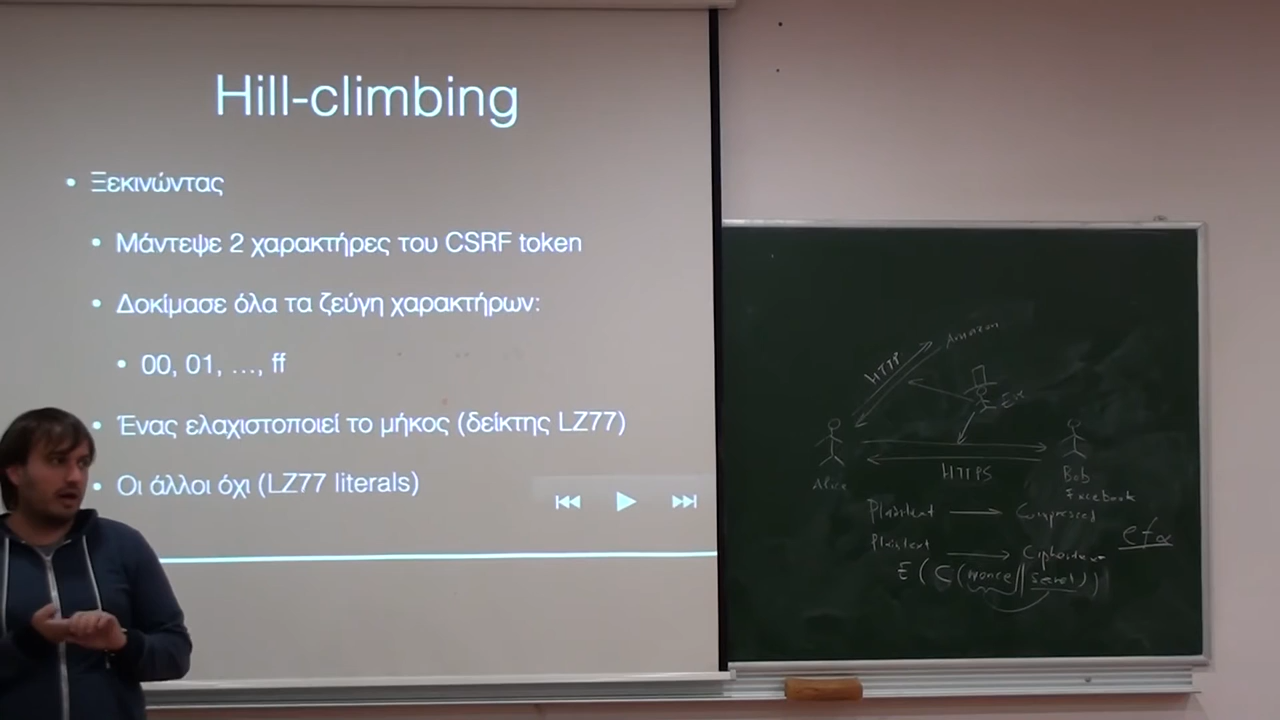 Hill-climbing
• Ξεκινώντας
• Μάντεψε 2 χαρακτήρες του CSRF token
• Δοκίμασε όλα τα ζεύγη χαρακτήρων:
• 00, 01, ..., ff
• Ένας ελαχιστοποιεί το μήκος (δείκτης LZ77)
• Οι άλλοι όχι (LZ77 literals)
Amazon
HTTP
Eve
Alice
HTTPS
Bob
Facebook
Plaintext Compressed
Plaintext Ciphertext
E(C(nonce||secret))